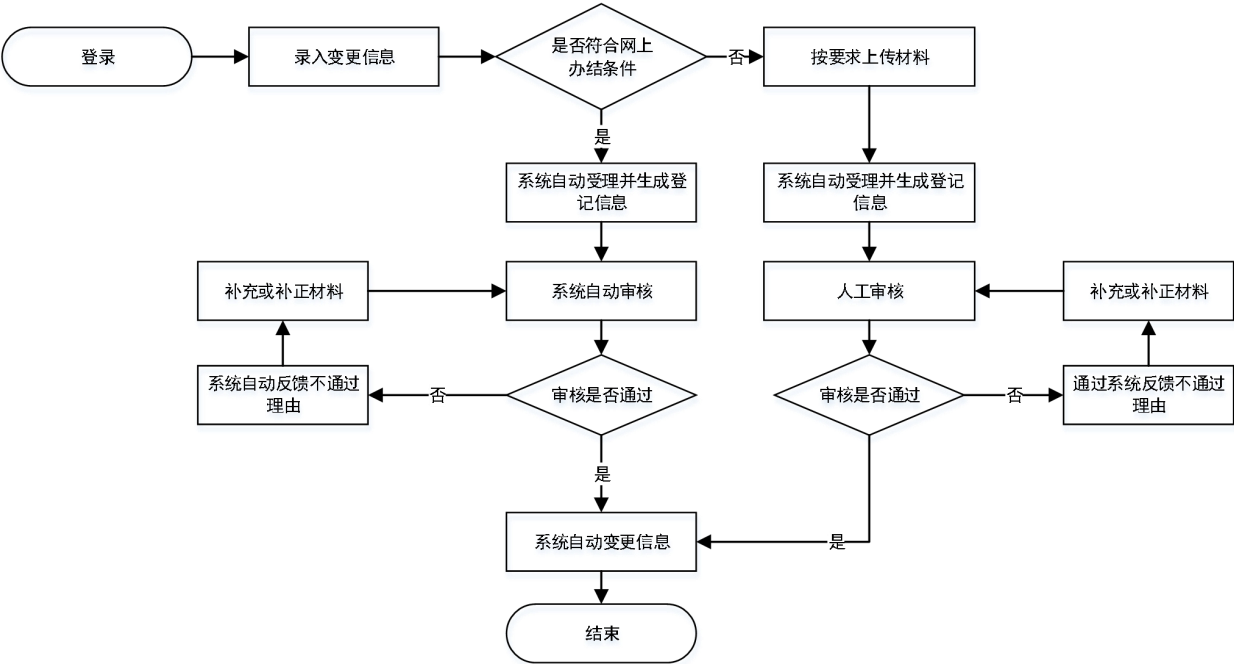 登录
录入变更信息
是否符合网上
办结条件
否
按要求上传材料
是
系统自动受理并生成登
记信息
系统自动受理并生成登记
信息
补充或补正材料
系统自动审核
人工审核
补充或补正材料
系统自动反馈不通过
理由
否
审核是否通过
审核是否通过
否
通过系统反馈不通过
理由
是
系统自动变更信息
是
结束